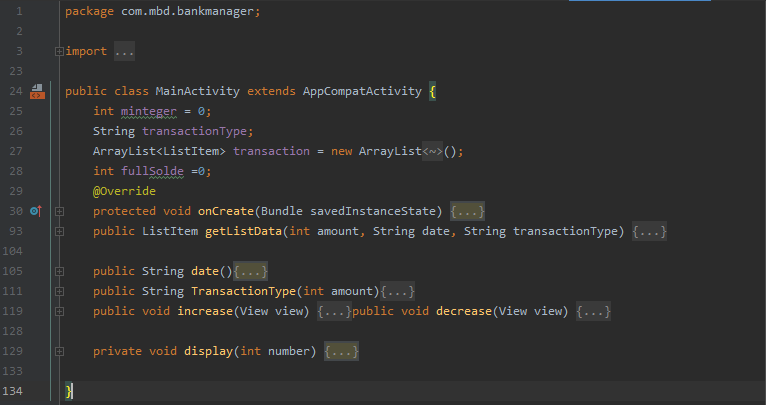 1 package com.mbd.bankmanager;
2
3 import ...
23
24 public class MainActivity extends AppCompatActivity {
25 int minteger = 0;
26 String transactionType;
27 ArrayList<ListItem> transaction = new ArrayList<~>();
28 int fullSolde =0;
29 @Override
30 protected void onCreate(Bundle savedInstanceState) {...}
93 public ListItem getListData(int amount, String date, String transactionType) {...}
104
105 public String date(){...}
111 public String TransactionType(int amount){...}
119 public void increase(View view) {...}public void decrease(View view) {...}
128
129 private void display(int number) {...}
133
134 }